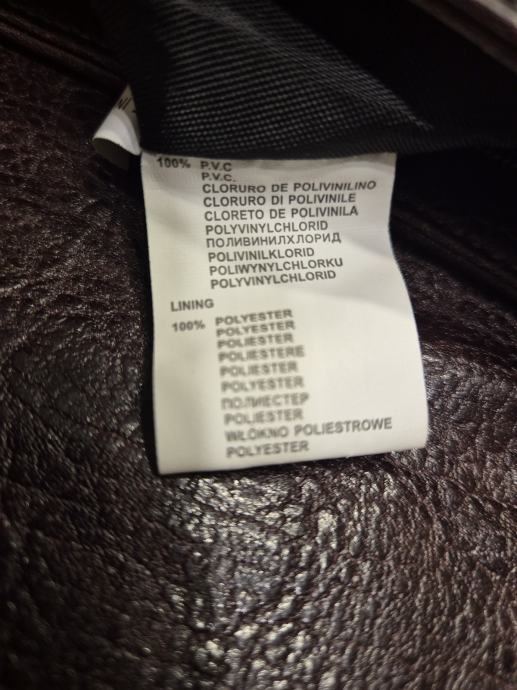 100% P.V.C
P.V.C.
CLORURO DE POLIVINILINO
CLORURO DI POLIVINILE
CLORETO DE POLIVINILA
POLYVINYLCHLORID
ПОЛИВИНИЛХЛОРИД
POLIVINILKLORID
POLIWYNYLCHLORKU
POLYVINYLCHLORID
LINING
100% POLYESTER
POLYESTER
POLIESTER
POLIESTERE
POLIESTER
POLYESTER
ПОЛИЕСТЕР
POLIESTER
WŁÓKNO POLIESTROWE
POLYESTER